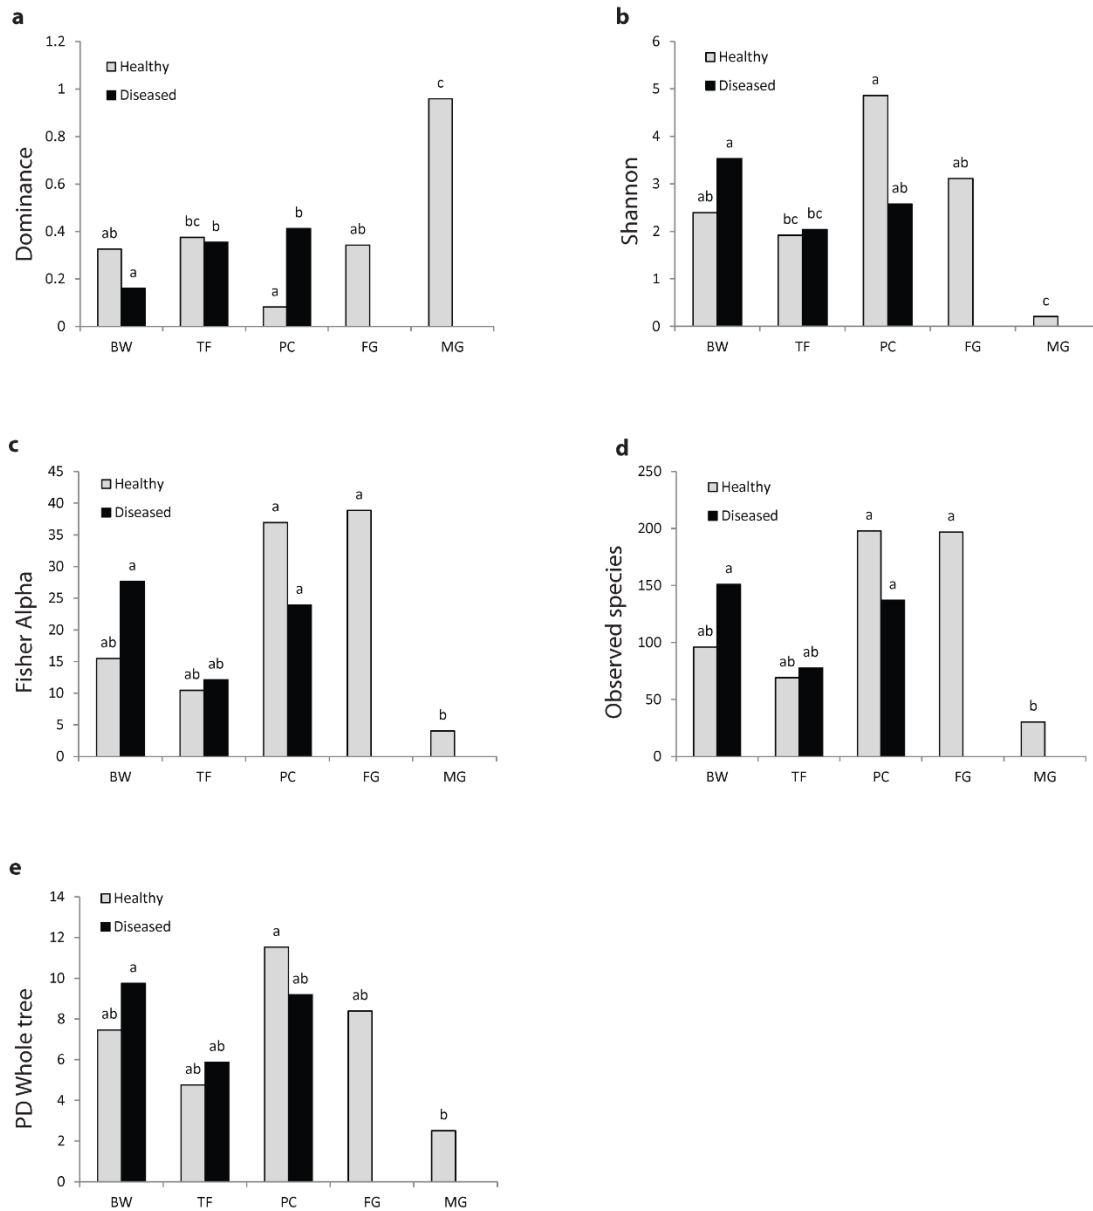 a
1.2
1
0.8
0.6
0.4
0.2
0
Dominance
Healthy
Diseased
ab
a
bc
b
a
b
ab
c
BW TF PC FG MG
b
6
5
4
3
2
1
0
Shannon
Healthy
Diseased
ab
a
bc
bc
a
ab
ab
c
BW TF PC FG MG
c
45
40
35
30
25
20
15
10
5
0
Fisher Alpha
Healthy
Diseased
ab
a
ab
ab
a
a
a
b
BW TF PC FG MG
d
250
200
150
100
50
0
Observed species
Healthy
Diseased
ab
a
ab
ab
a
a
a
b
BW TF PC FG MG
e
14
12
10
8
6
4
2
0
PD Whole tree
Healthy
Diseased
ab
a
ab
ab
a
ab
ab
b
BW TF PC FG MG